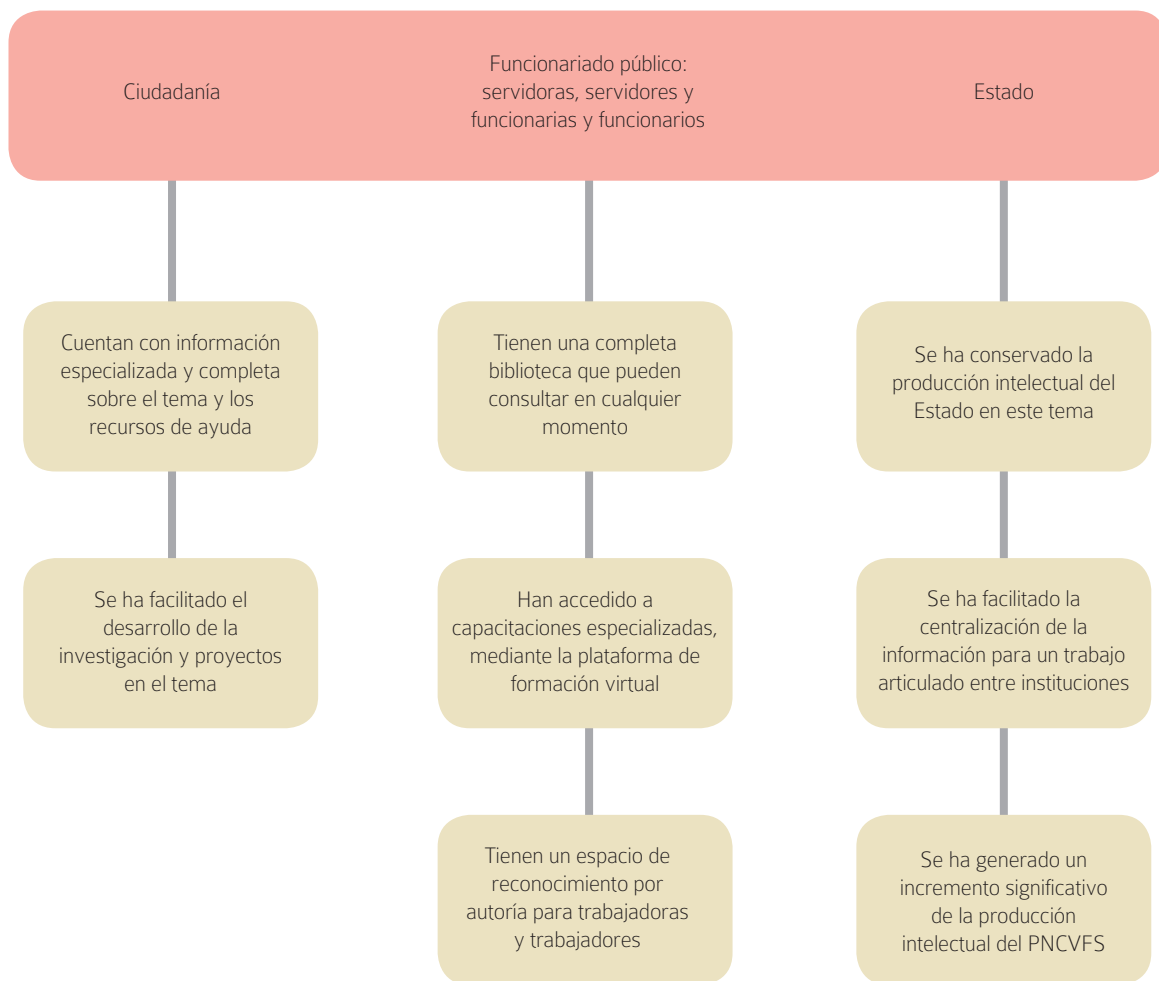 Ciudadanía
Funcionariado público:
servidoras, servidores y
funcionarias y funcionarios
Estado
Cuentan con información
especializada y completa
sobre el tema y los
recursos de ayuda
Se ha facilitado el
desarrollo de la
investigación y proyectos
en el tema
Tienen una completa
biblioteca que pueden
consultar en cualquier
momento
Han accedido a
capacitaciones especializadas,
mediante la plataforma de
formación virtual
Tienen un espacio de
reconocimiento por
autoría para trabajadoras
y trabajadores
Se ha conservado la
producción intelectual del
Estado en este tema
Se ha facilitado la
centralización de la
información para un trabajo
articulado entre instituciones
Se ha generado un
incremento significativo
de la producción
intelectual del PNCVFS